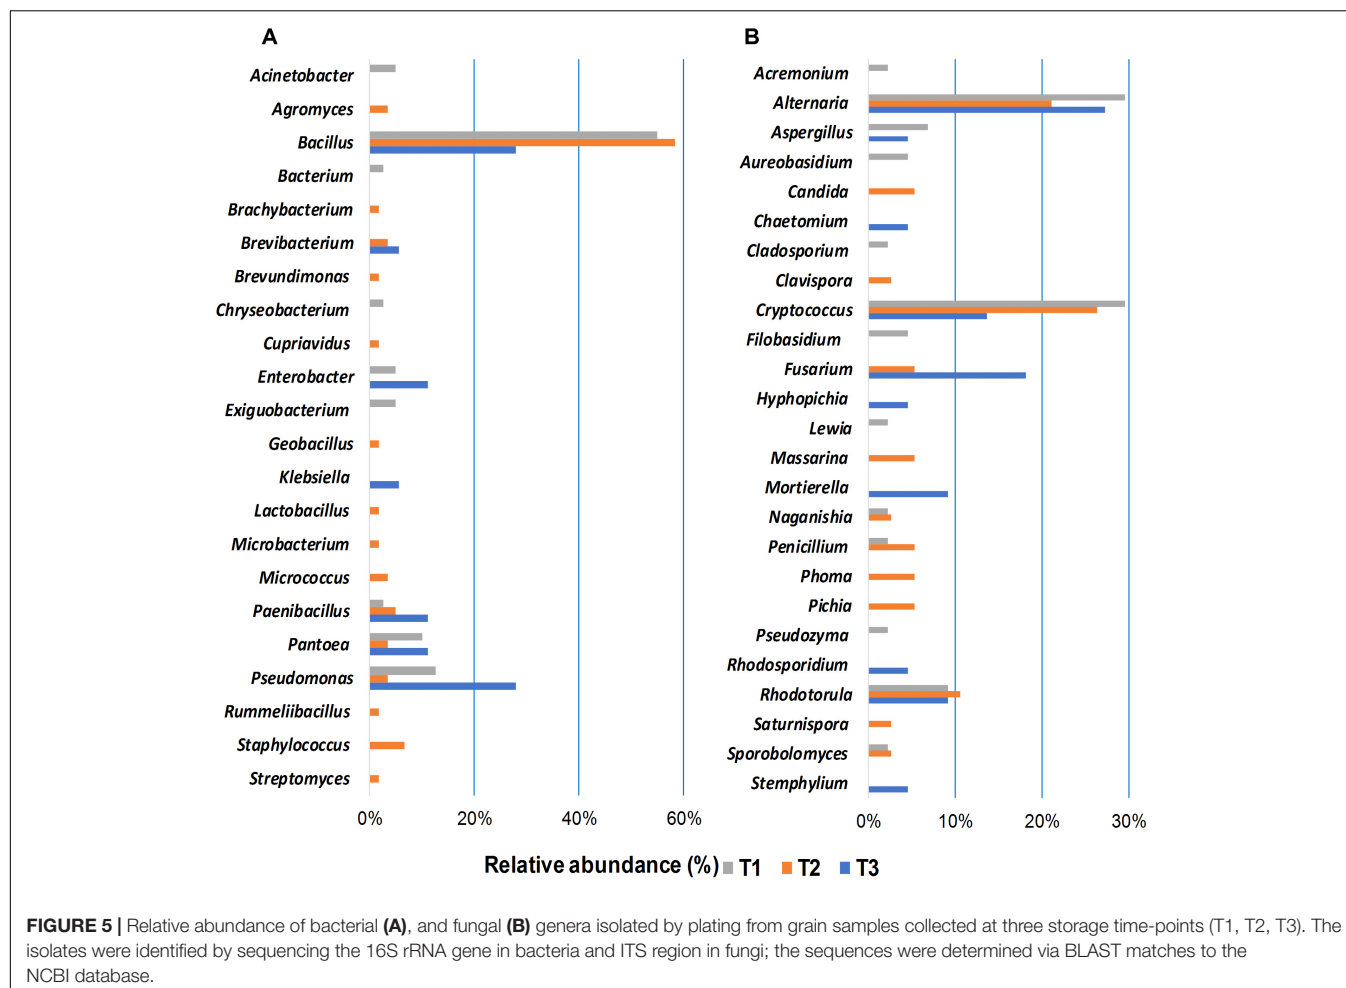 A
Acinetobacter
Agromyces
Bacillus
Bacterium
Brachybacterium
Brevibacterium
Brevundimonas
Chryseobacterium
Cupriavidus
Enterobacter
Exiguobacterium
Geobacillus
Klebsiella
Lactobacillus
Microbacterium
Micrococcus
Paenibacillus
Pantoea
Pseudomonas
Rummeliibacillus
Staphylococcus
Streptomyces
0% 20% 40% 60%
B
Acremonium
Alternaria
Aspergillus
Aureobasidium
Candida
Chaetomium
Cladosporium
Clavispora
Cryptococcus
Filobasidium
Fusarium
Hyphopichia
Lewia
Massarina
Mortierella
Naganishia
Penicillium
Phoma
Pichia
Pseudozyma
Rhodosporidium
Rhodotorula
Saturnispora
Sporobolomyces
Stemphylium
0% 10% 20% 30%
Relative abundance (%) T1 T2 T3
FIGURE 5 | Relative abundance of bacterial (A), and fungal (B) genera isolated by plating from grain samples collected at three storage time-points (T1, T2, T3). The
isolates were identified by sequencing the 16S rRNA gene in bacteria and ITS region in fungi; the sequences were determined via BLAST matches to the
NCBI database.